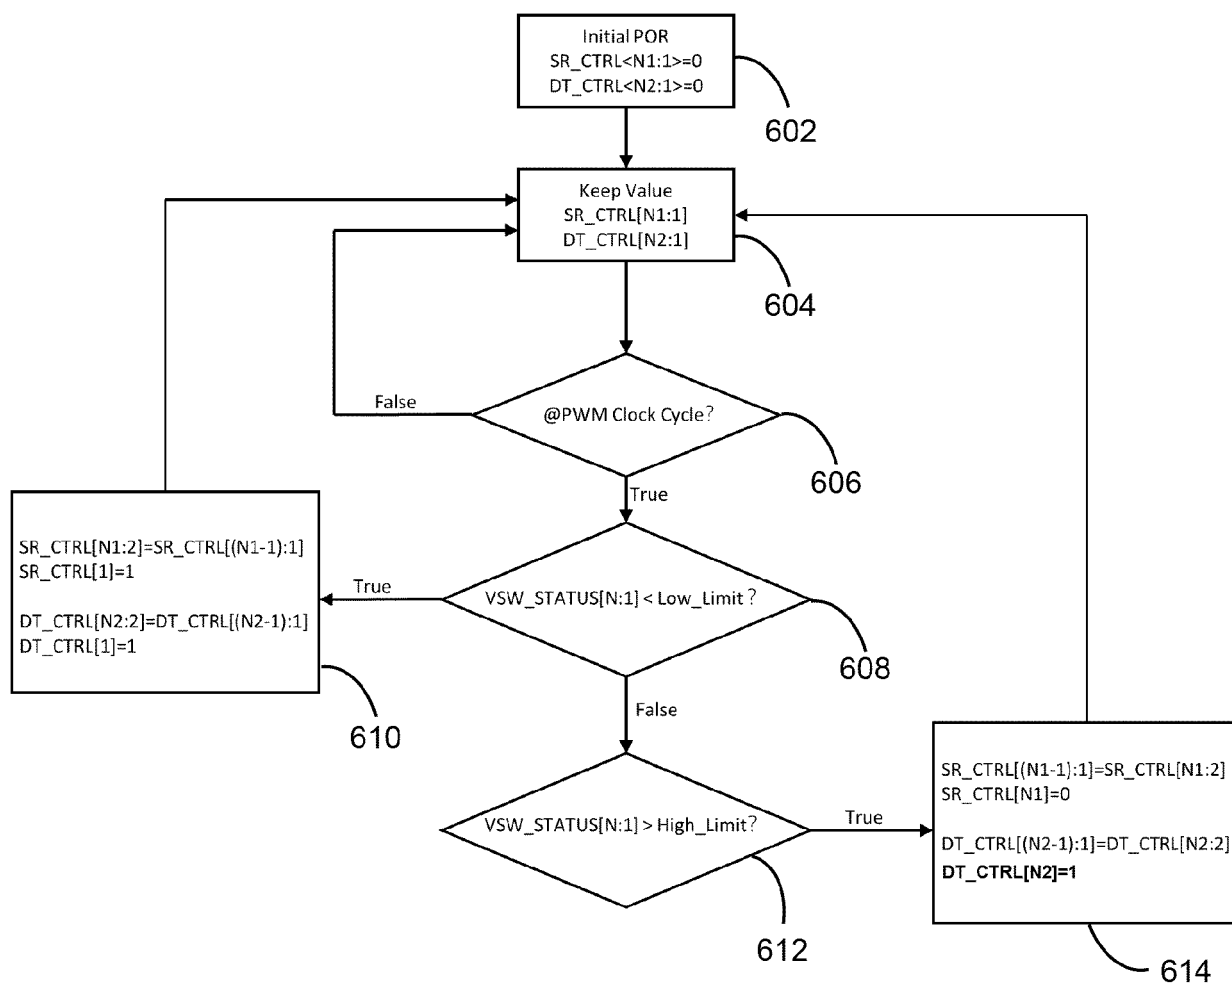 Initial POR
SR_CTRL<N1:1>=0
DT_CTRL<N2:1>=0
602
Keep Value
SR_CTRL[N1:1]
DT_CTRL[N2:1]
604
False
@PWM Clock Cycle?
606
True
SR_CTRL[N1:2]=SR_CTRL[(N1-1):1]
SR_CTRL[1]=1
DT_CTRL[N2:2]=DT_CTRL[(N2-1):1]
DT_CTRL[1]=1
610
True
VSW_STATUS[N:1] < Low_Limit?
608
False
VSW_STATUS[N:1] > High_Limit?
612
True
SR_CTRL[(N1-1):1]=SR_CTRL[N1:2]
SR_CTRL[N1]=0
DT_CTRL[(N2-1):1]=DT_CTRL[N2:2]
DT_CTRL[N2]=1
614